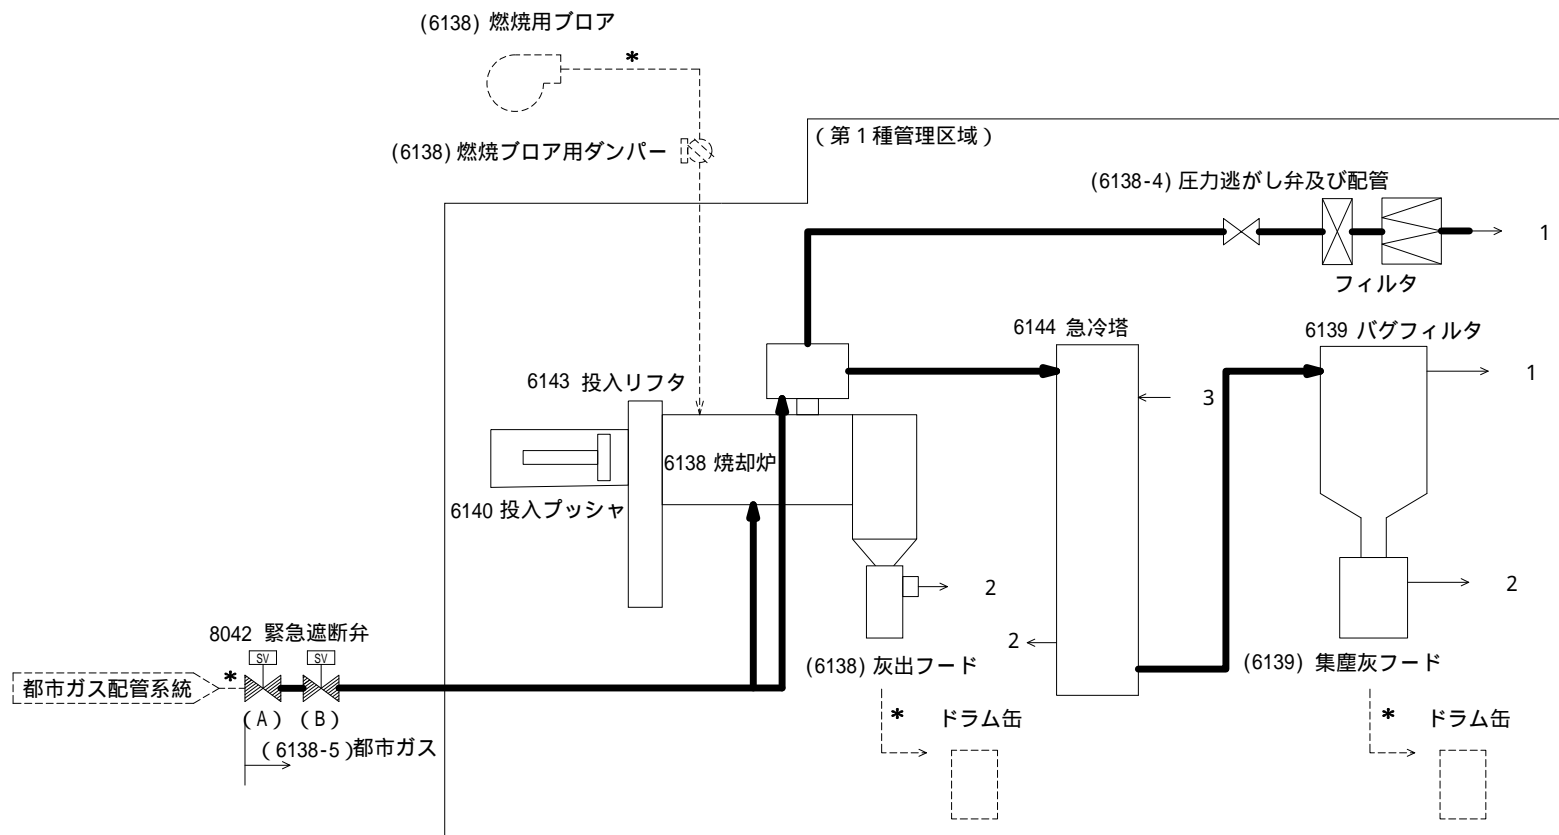 (6138) 燃焼用ブロア
*
(6138) 燃焼ブロア用ダンパー
(第1種管理区域)
(6138-4) 圧力逃がし弁及び配管
1
フィルタ
6144 急冷塔
6139 バグフィルタ
6143 投入リフタ
1
3
6138 焼却炉
6140 投入プッシャ
2
2
8042 緊急遮断弁
SV SV
2
(6138) 灰出フード
(6139) 集塵灰フード
都市ガス配管系統
*
(A) (B)
* ドラム缶
* ドラム缶
(6138-5)都市ガス